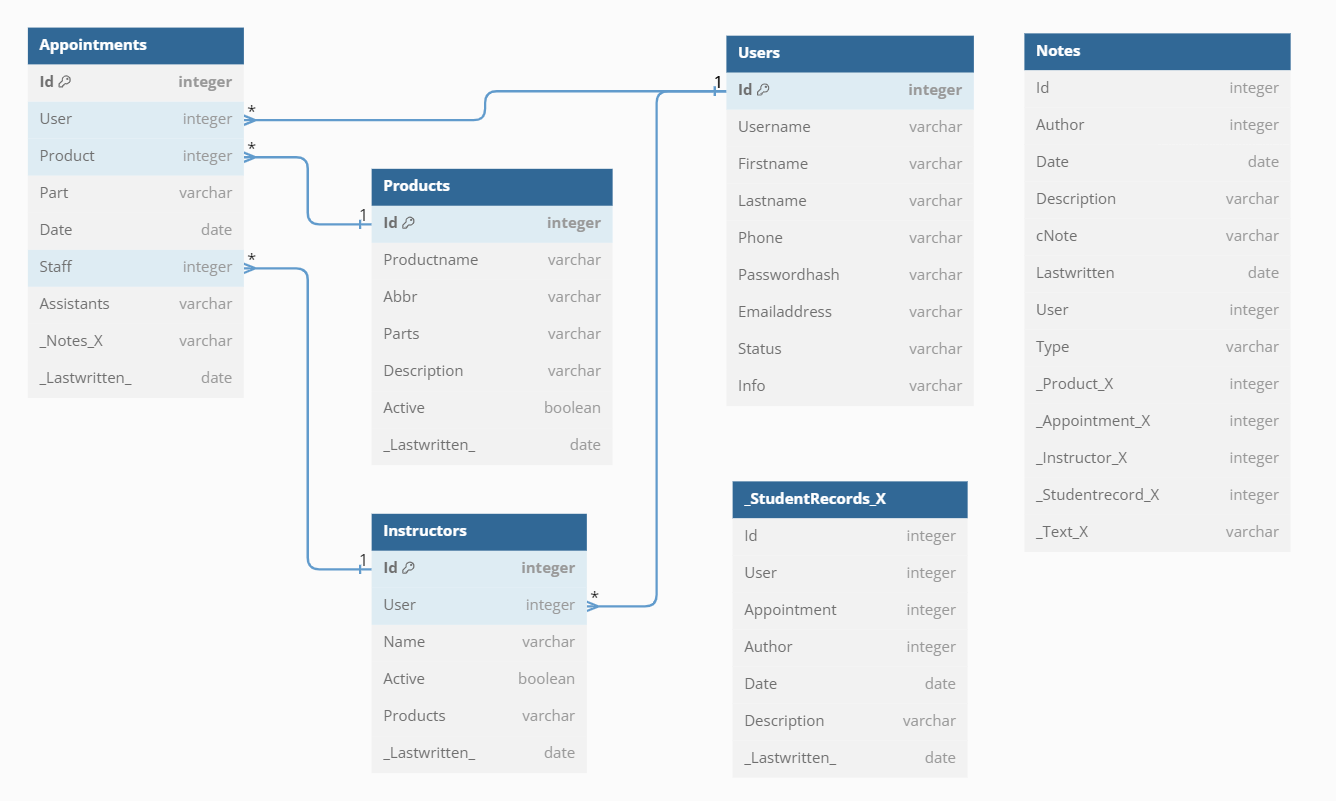 Appointments
Id integer
User integer
Product integer
Part varchar
Date date
Staff integer
Assistants varchar
_Notes_X varchar
_Lastwritten_ date
*
*
*
Products
1
Id integer
Productname varchar
Abbr varchar
Parts varchar
Description varchar
Active boolean
_Lastwritten_ date
Instructors
1
Id integer
User integer
*
Name varchar
Active boolean
Products varchar
_Lastwritten_ date
Users
1
Id integer
Username varchar
Firstname varchar
Lastname varchar
Phone varchar
Passwordhash varchar
Emailaddress varchar
Status varchar
Info varchar
_StudentRecords_X
Id integer
User integer
Appointment integer
Author integer
Date date
Description varchar
_Lastwritten_ date
Notes
Id integer
Author integer
Date date
Description varchar
cNote varchar
Lastwritten date
User integer
Type varchar
_Product_X integer
_Appointment_X integer
_Instructor_X integer
_Studentrecord_X integer
_Text_X varchar